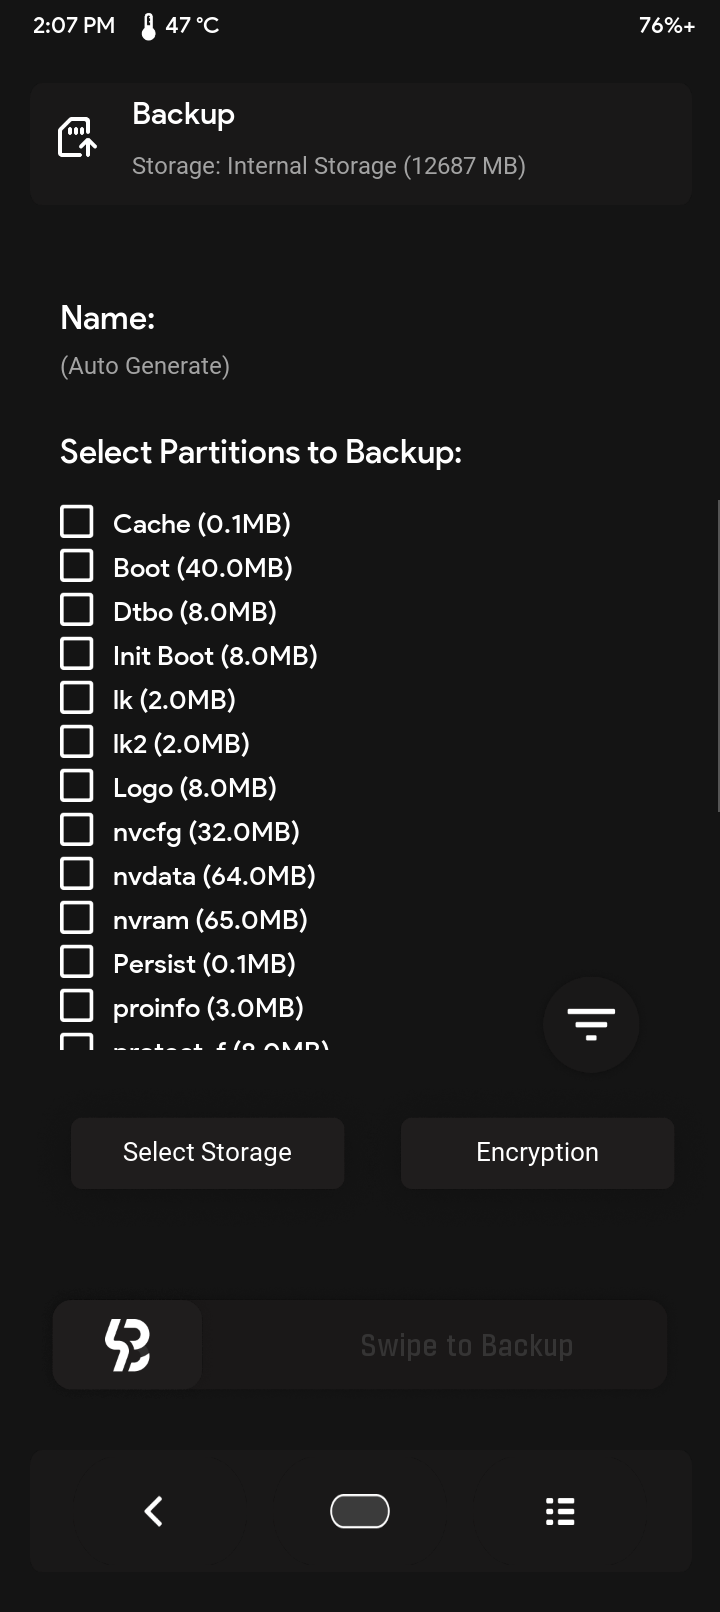 2:07 PM 47 °C 76%+
Backup
Storage: Internal Storage (12687 MB)
Name:
(Auto Generate)
Select Partitions to Backup:
Cache (0.1MB)
Boot (40.0MB)
Dtbo (8.0MB)
Init Boot (8.0MB)
lk (2.0MB)
lk2 (2.0MB)
Logo (8.0MB)
nvcfg (32.0MB)
nvdata (64.0MB)
nvram (65.0MB)
Persist (0.1MB)
proinfo (3.0MB)
protect_f (8.0MB)
Select Storage Encryption
Swipe to Backup